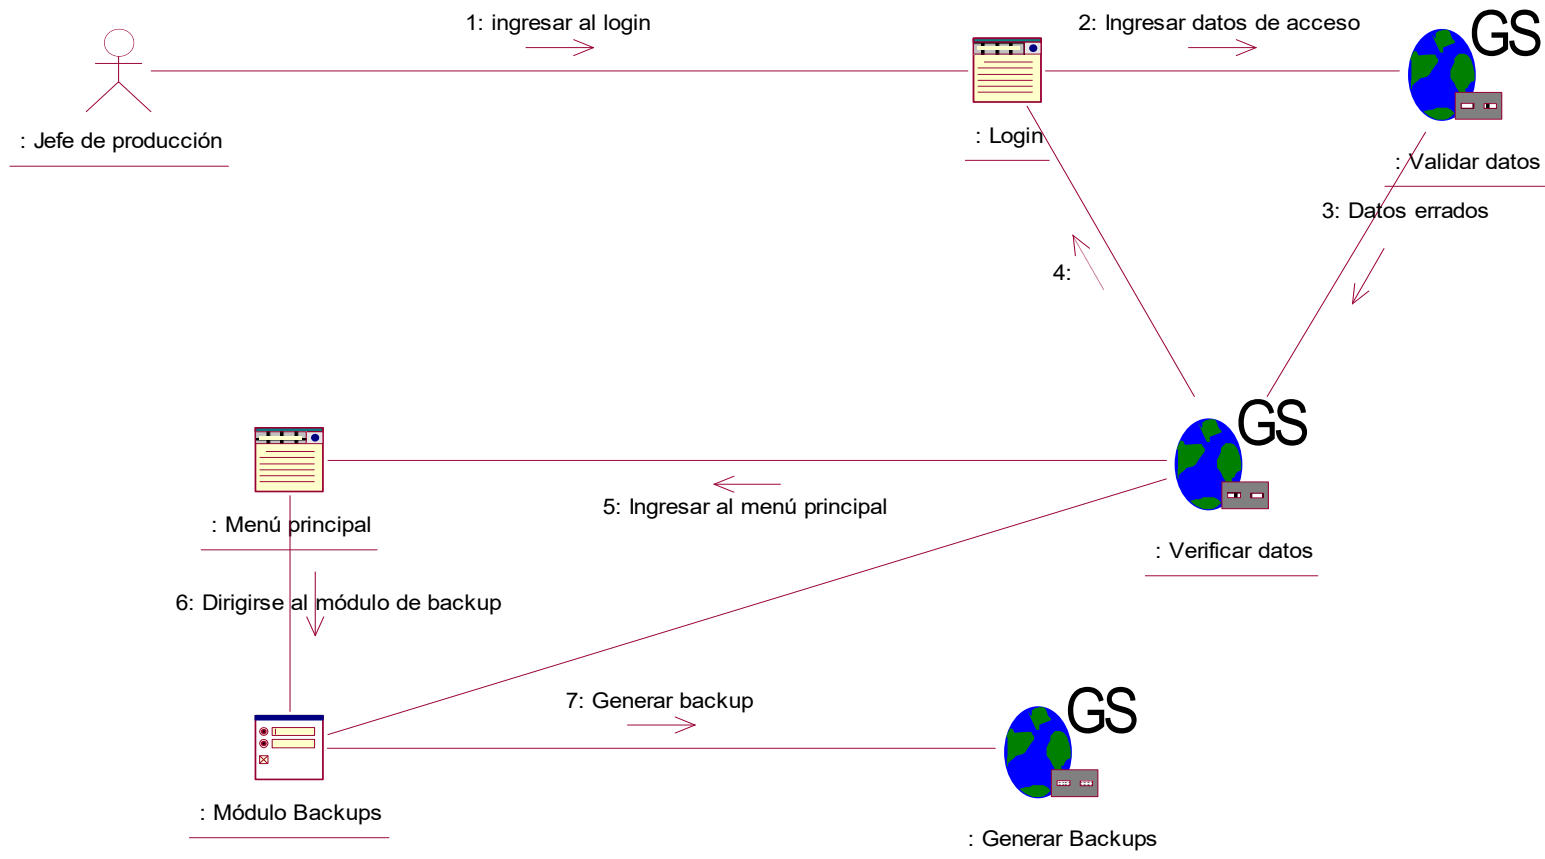 1: ingresar al login
2: Ingresar datos de acceso
GS
: Jefe de producción
: Login
: Validar datos
3: Datos errados
4:
GS
5: Ingresar al menú principal
: Menú principal
: Verificar datos
6: Dirigirse al módulo de backup
7: Generar backup
GS
: Módulo Backups
: Generar Backups